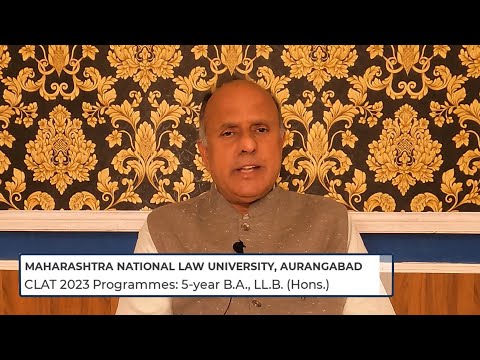 MAHARASHTRA NATIONAL LAW UNIVERSITY, AURANGABAD
CLAT 2023 Programmes: 5-year B.A., LL.B. (Hons.)